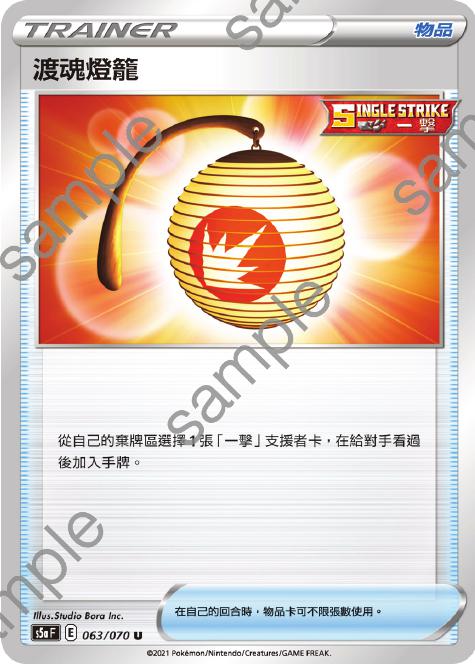 TRAINER
物品
渡魂燈籠
SINGLE STRIKE
一擊
從自己的棄牌區選擇1張「一擊」支援者卡，在給對手看過
後加入手牌。
Illus.Studio Bora Inc.
在自己的回合時，物品卡可不限張數使用。
s5a F E 063/070 U
©2021 Pokémon/Nintendo/Creatures/GAME FREAK.
sample
sample
sample
sample
sample
sample